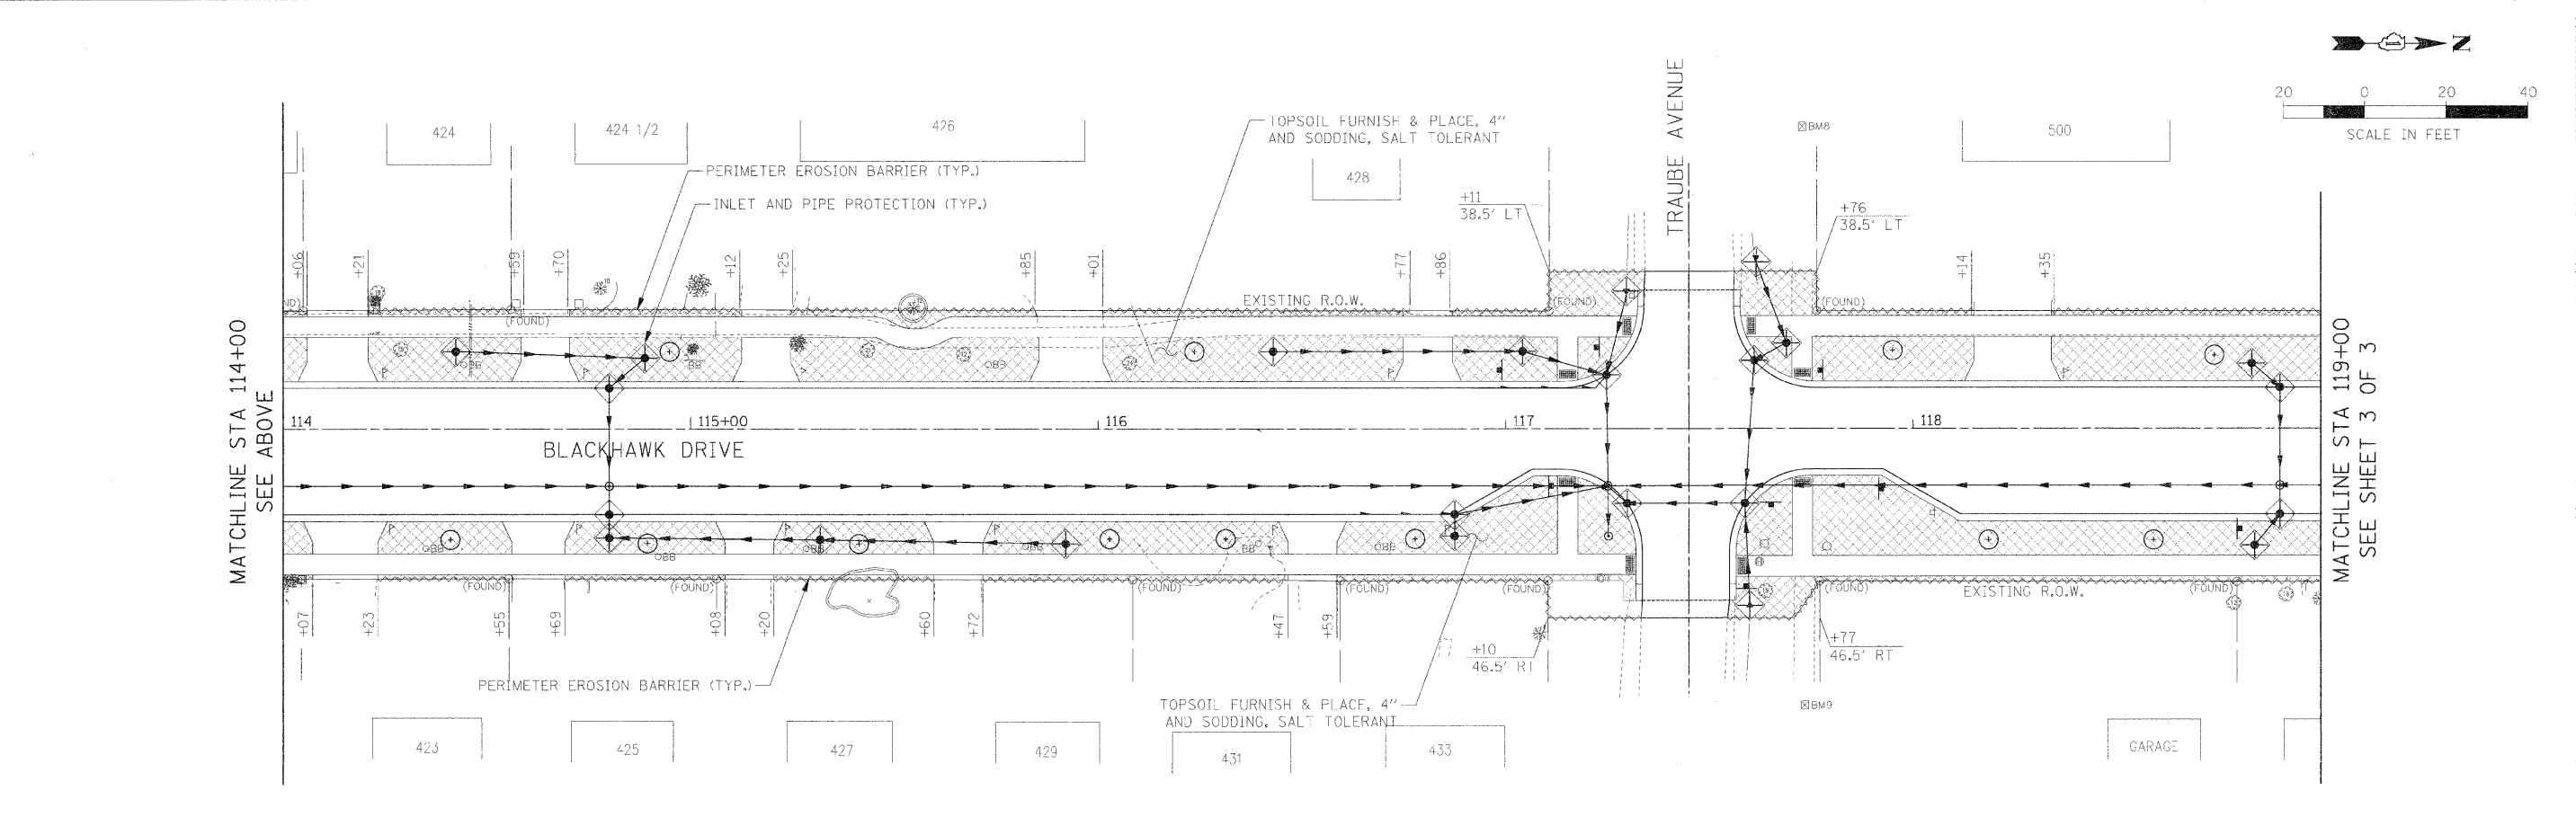 N
20 0 20 40
SCALE IN FEET
TRAUBE AVENUE
TOPSOIL FURNISH & PLACE, 4"
AND SODDING, SALT TOLERANT
BM8
424
424 1/2
426
428
500
PERIMETER EROSION BARRIER (TYP.)
INLET AND PIPE PROTECTION (TYP.)
+11
38.5' LT
+76
38.5' LT
+06
+21
+59
+70
+12
+25
+85
+01
+77
+86
+14
+35
EXISTING R.O.W.
(FOUND)
(FOUND)
(FOUND)
MATCHLINE STA 114+00
SEE ABOVE
114
115+00
116
117
118
BLACKHAWK DRIVE
MATCHLINE STA 119+00
SEE SHEET 3 OF 3
(FOUND)
(FOUND)
(FOUND)
(FOUND)
(FOUND)
(FOUND)
EXISTING R.O.W.
(FOUND)
+07
+23
+55
+69
+08
+20
+60
+72
+47
+59
+10
46.5' RT
+77
46.5' RT
PERIMETER EROSION BARRIER (TYP.)
TOPSOIL FURNISH & PLACE, 4"
AND SODDING, SALT TOLERANT
BM9
423
425
427
429
431
433
GARAGE